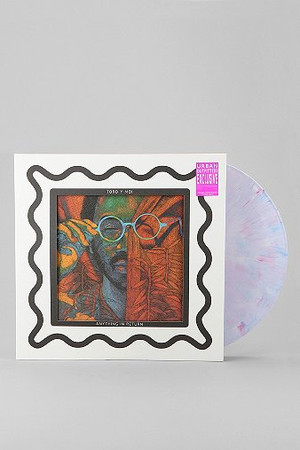 TORO Y MOI
URBAN
OUTFITTERS
EXCLUSIVE
ANYTHING IN RETURN